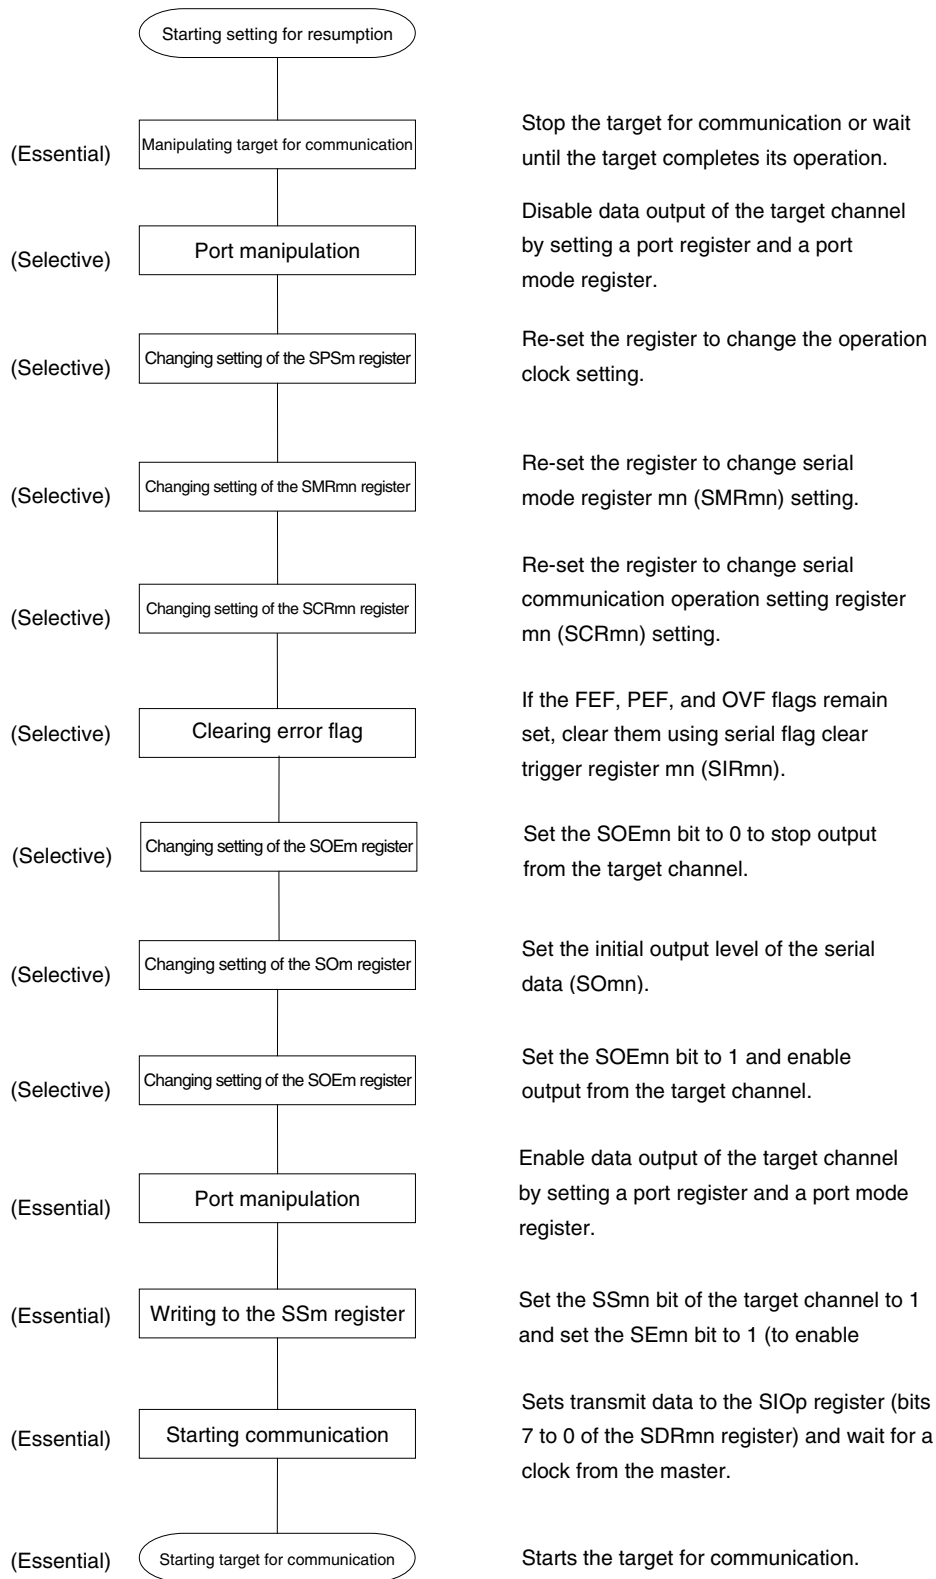 Starting setting for resumption
(Essential)
Manipulating target for communication
Stop the target for communication or wait
until the target completes its operation.
(Selective)
Port manipulation
Disable data output of the target channel
by setting a port register and a port
mode register.
(Selective)
Changing setting of the SPSm register
Re-set the register to change the operation
clock setting.
(Selective)
Changing setting of the SMRmn register
Re-set the register to change serial
mode register mn (SMRmn) setting.
(Selective)
Changing setting of the SCRmn register
Re-set the register to change serial
communication operation setting register
mn (SCRmn) setting.
(Selective)
Clearing error flag
If the FEF, PEF, and OVF flags remain
set, clear them using serial flag clear
trigger register mn (SIRmn).
(Selective)
Changing setting of the SOEm register
Set the SOEmn bit to 0 to stop output
from the target channel.
(Selective)
Changing setting of the SOm register
Set the initial output level of the serial
data (SOmn).
(Selective)
Changing setting of the SOEm register
Set the SOEmn bit to 1 and enable
output from the target channel.
(Essential)
Port manipulation
Enable data output of the target channel
by setting a port register and a port mode
register.
(Essential)
Writing to the SSm register
Set the SSmn bit of the target channel to 1
and set the SEmn bit to 1 (to enable
(Essential)
Starting communication
Sets transmit data to the SIOp register (bits
7 to 0 of the SDRmn register) and wait for a
clock from the master.
(Essential)
Starting target for communication
Starts the target for communication.